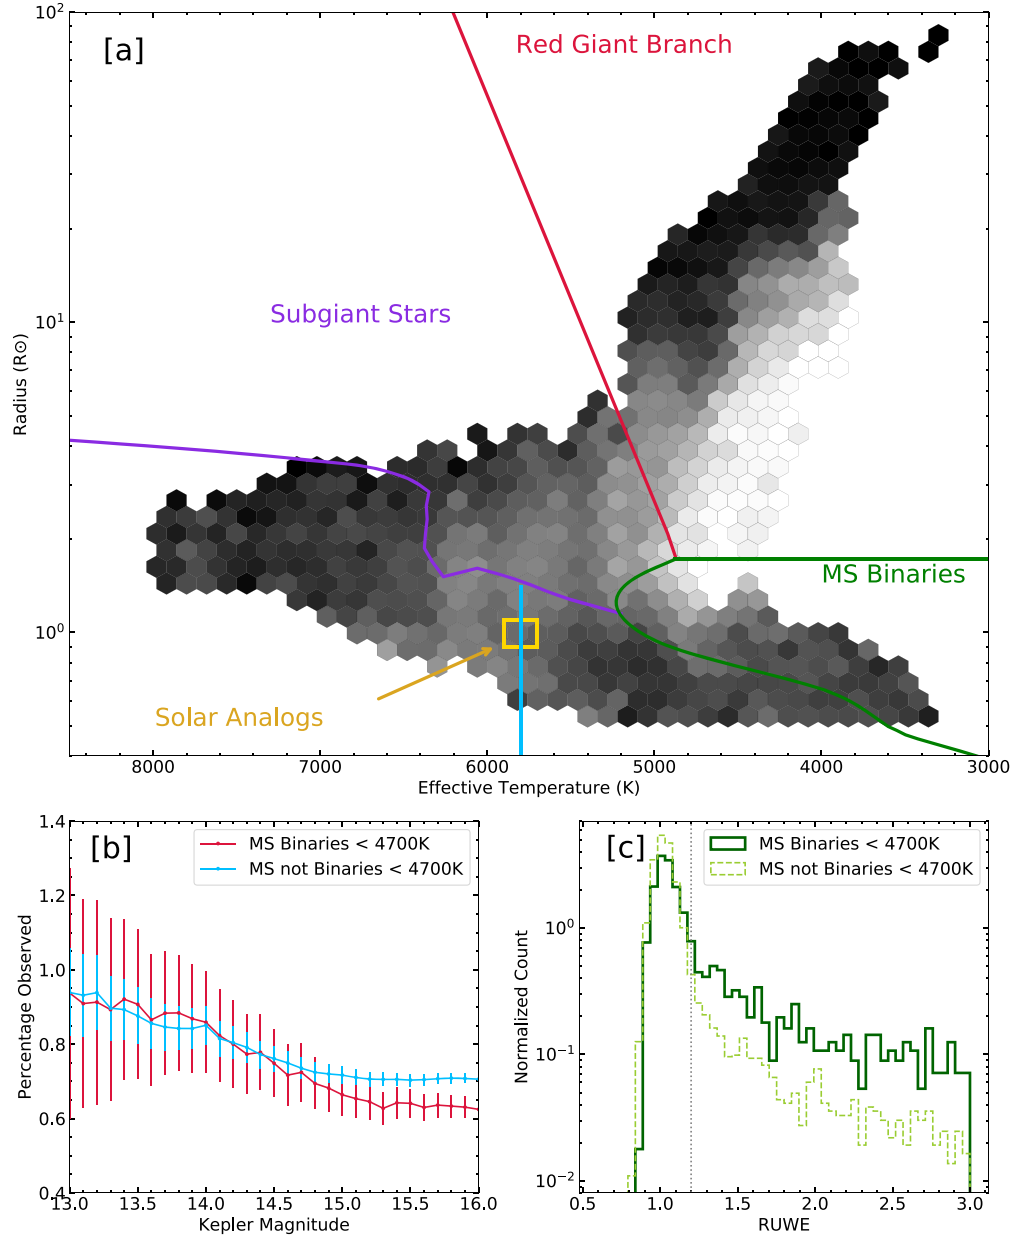 [a]
Red Giant Branch
Subgiant Stars
MS Binaries
Solar Analogs
Radius (R⊙)
10²
10¹
10⁰
8000 7000 6000 5000 4000 3000
Effective Temperature (K)
[b]
MS Binaries < 4700K
MS not Binaries < 4700K
Percentage Observed
1.4
1.2
1.0
0.8
0.6
0.4
13.0 13.5 14.0 14.5 15.0 15.5 16.0
Kepler Magnitude
[c]
MS Binaries < 4700K
MS not Binaries < 4700K
Normalized Count
10⁰
10⁻¹
10⁻²
0.5 1.0 1.5 2.0 2.5 3.0
RUWE